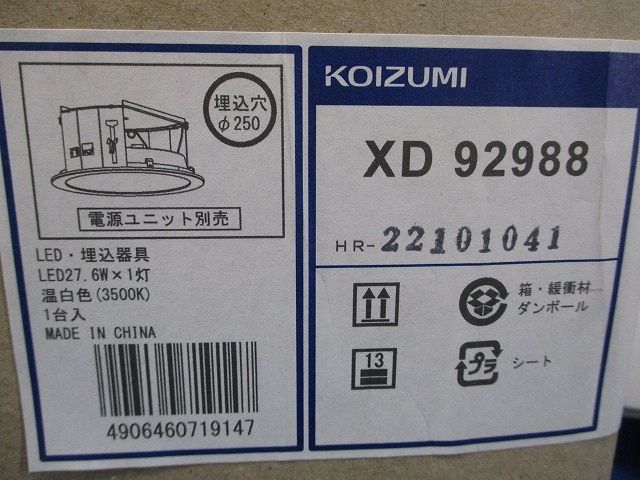 埋込穴
φ250
電源ユニット別売
LED・埋込器具
LED27.6W×1灯
温白色(3500K)
1台入
MADE IN CHINA
4906460719147
KOIZUMI
XD 92988
HR-22101041
箱・緩衝材
ダンボール
13
プラ
シート